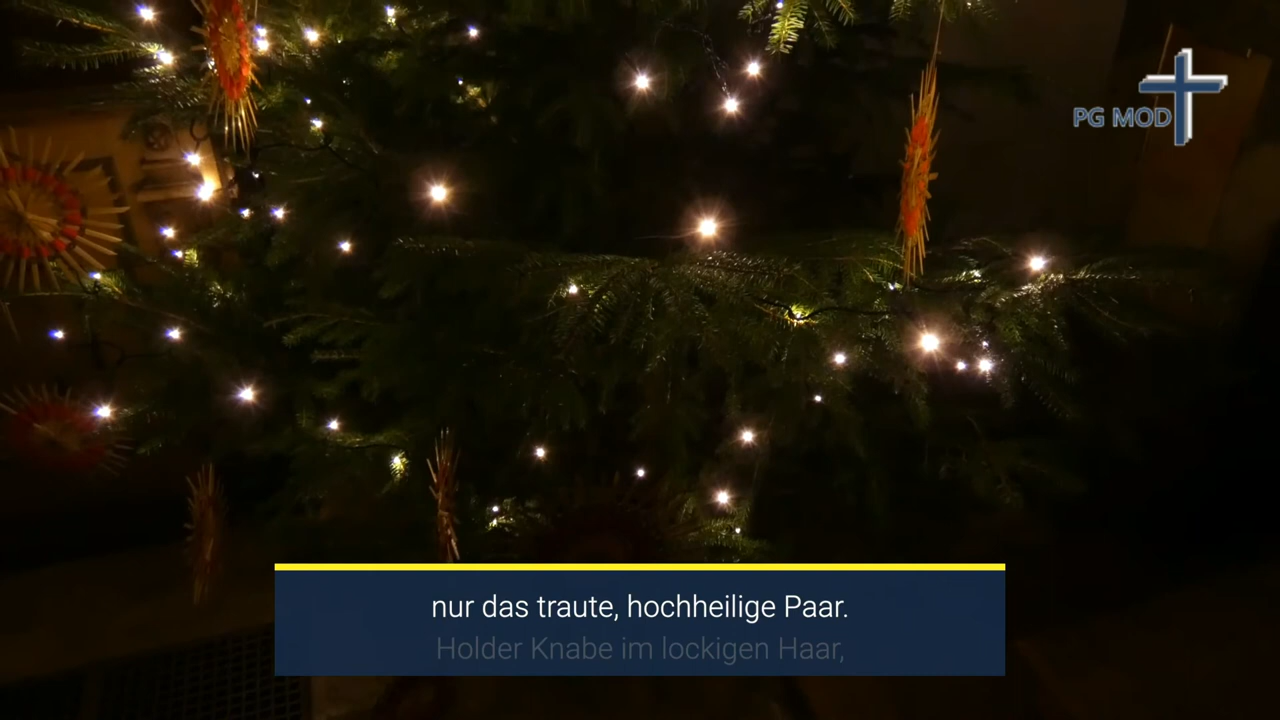 PG MOD
nur das traute, hochheilige Paar.
Holder Knabe im lockigen Haar,